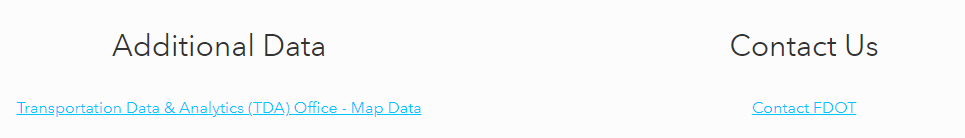 Additional Data
Transportation Data & Analytics (TDA) Office - Map Data
Contact Us
Contact FDOT